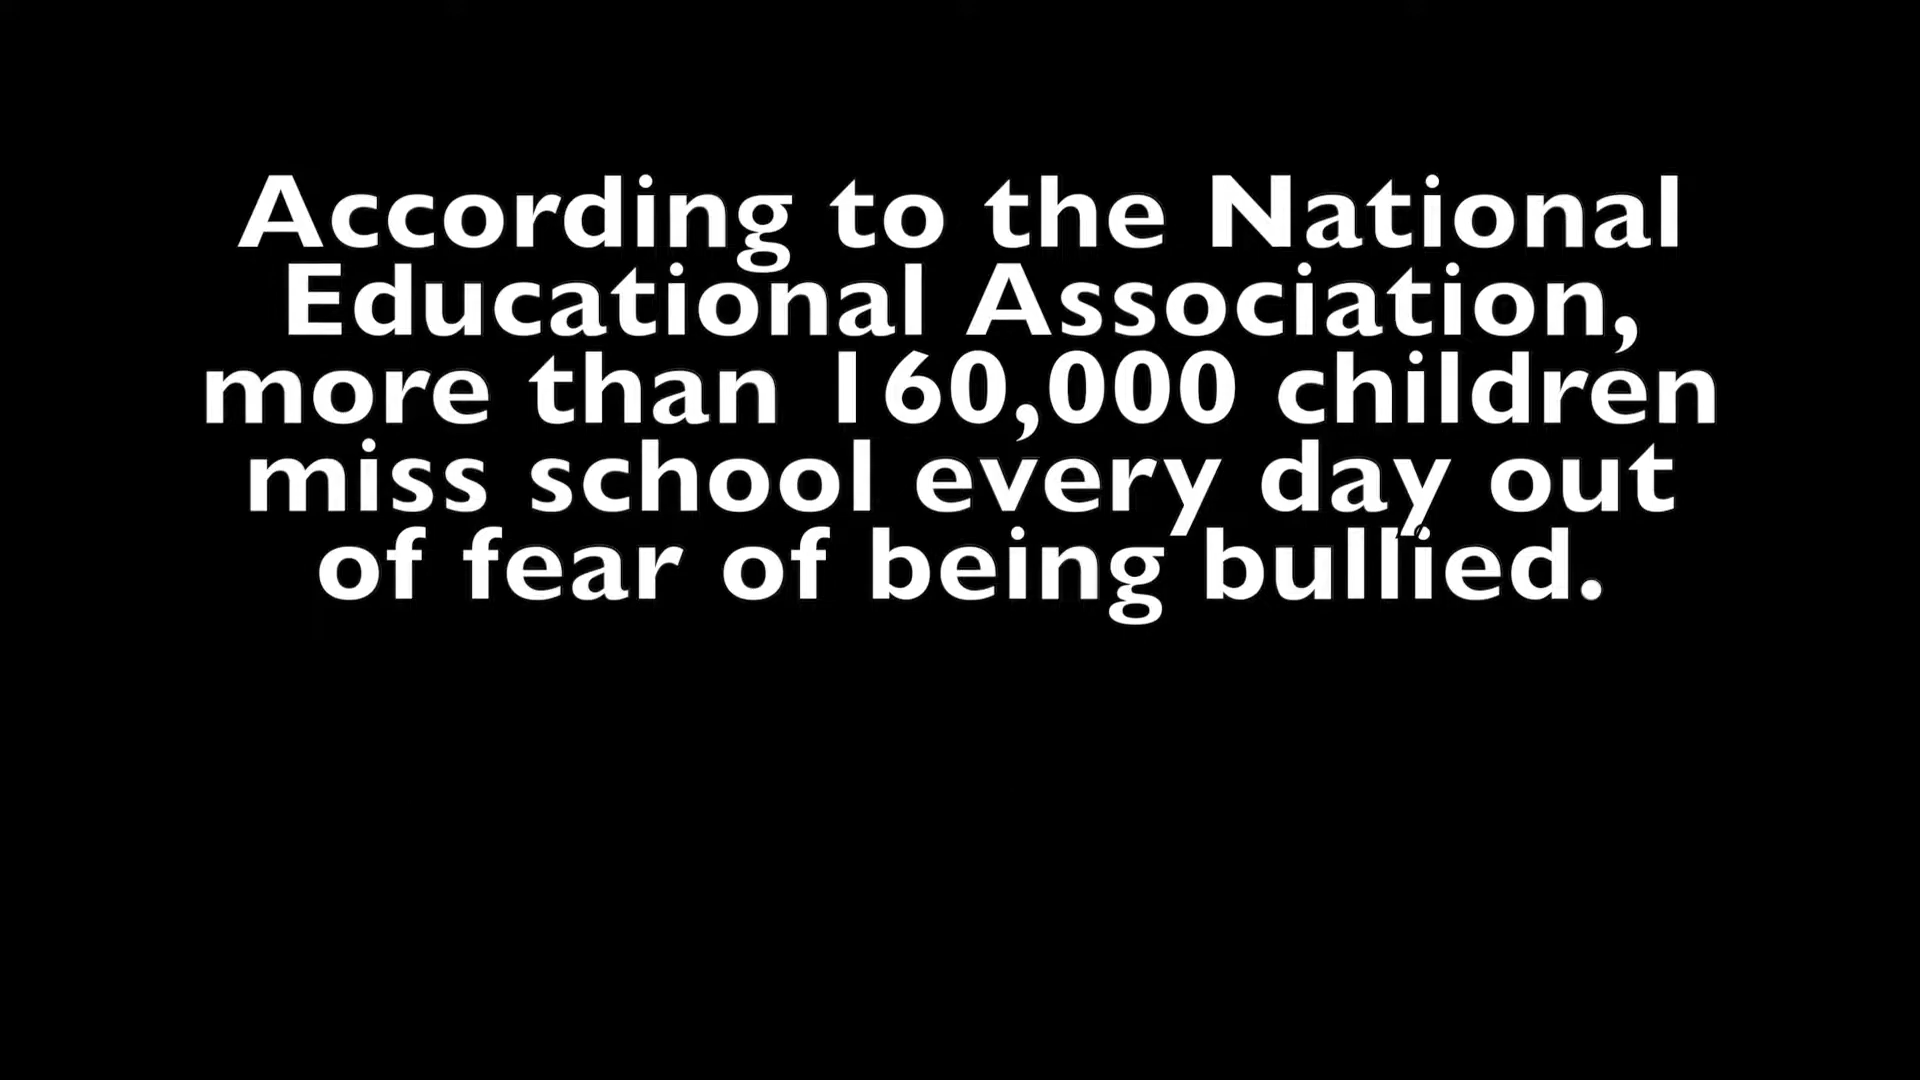 According to the National
Educational Association,
more than 160,000 children
miss school every day out
of fear of being bullied.